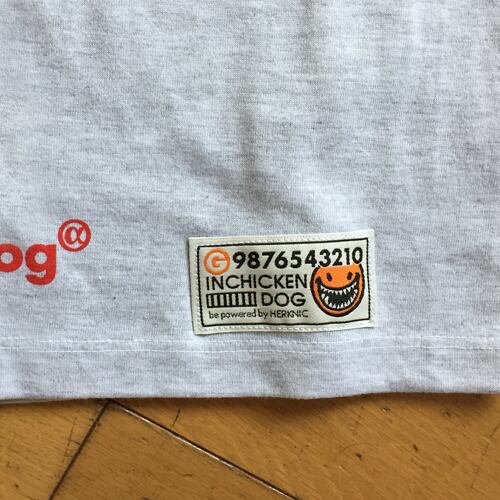 og@
G 9876543210
INCHICKEN
DOG
be powered by HERKNIC